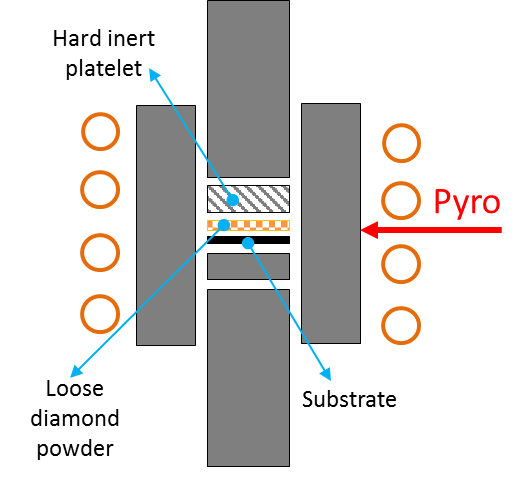 Hard inert
platelet
Pyro
Loose
diamond
powder
Substrate